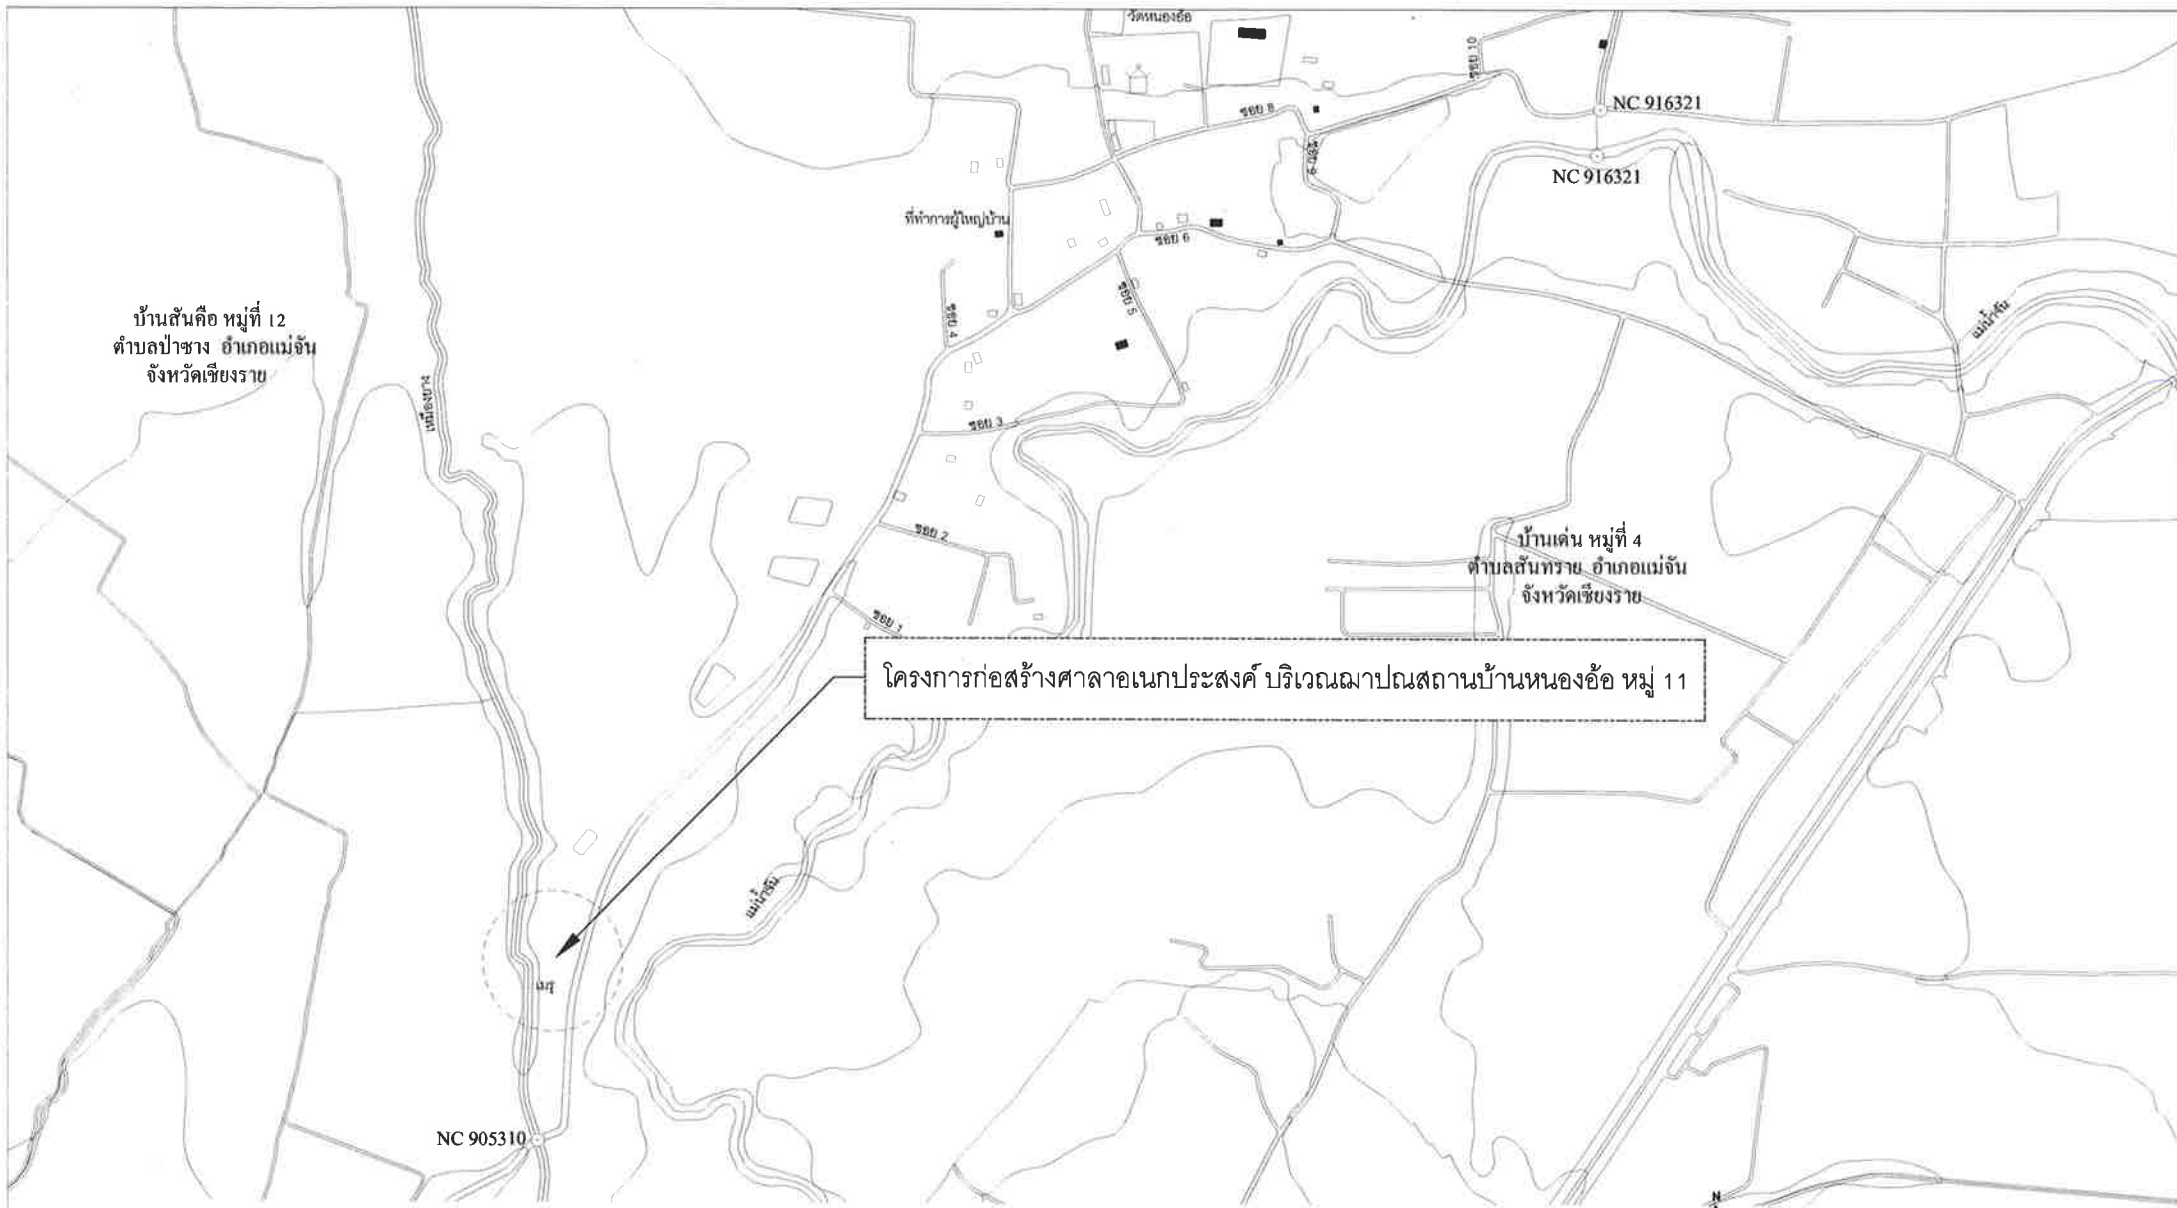 วัดหนองอ้อ
ซอย 10
NC 916321
ซอย 8
ซอย 9
NC 916321
ที่ทำการผู้ใหญ่บ้าน
ซอย 6
ซอย 5
ซอย 4
แม่น้ำจัน
บ้านสันคือ หมู่ที่ 12
ตำบลป่าซาง อำเภอแม่จัน
จังหวัดเชียงราย
เหมืองยาง
ซอย 3
ซอย 2
บ้านเด่น หมู่ที่ 4
ตำบลสันทราย อำเภอแม่จัน
จังหวัดเชียงราย
ซอย 1
โครงการก่อสร้างศาลาอเนกประสงค์ บริเวณฌาปณสถานบ้านหนองอ้อ หมู่ 11
แม่น้ำจัน
เมรุ
NC 905310
N